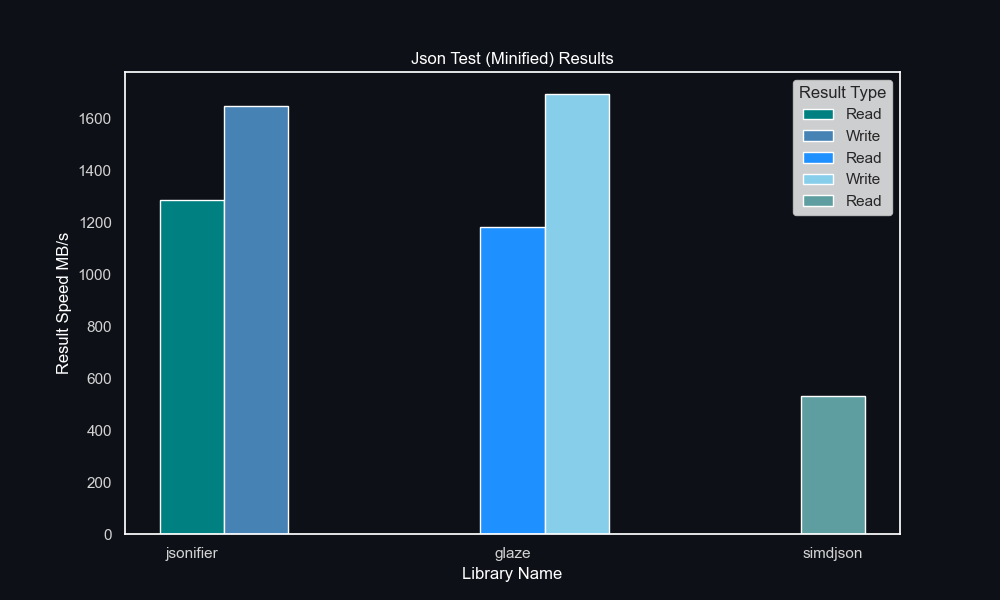 Json Test (Minified) Results
Result Type
Read
Write
Read
Write
Read
1600
1400
1200
1000
800
600
400
200
0
Result Speed MB/s
jsonifier
glaze
simdjson
Library Name